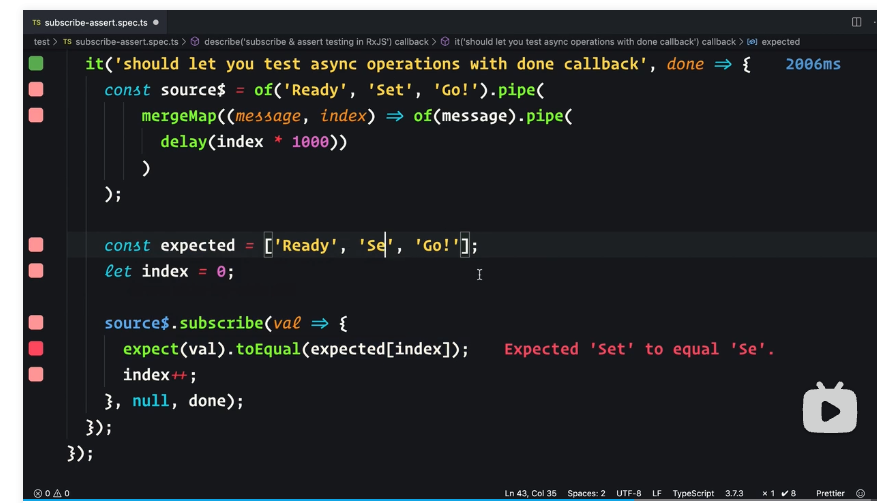 TS subscribe-assert.spec.ts ●
test > TS subscribe-assert.spec.ts > describe('subscribe & assert testing in RxJS') callback > it('should let you test async operations with done callback') callback > expected
it('should let you test async operations with done callback', done => { 2006ms
const source$ = of('Ready', 'Set', 'Go!').pipe(
mergeMap((message, index) => of(message).pipe(
delay(index * 1000))
)
);
const expected = ['Ready', 'Se', 'Go!'];
let index = 0;
source$.subscribe(val => {
expect(val).toEqual(expected[index]); Expected 'Set' to equal 'Se'.
index++;
}, null, done);
});
});
0 0 Ln 43, Col 35 Spaces: 2 UTF-8 LF TypeScript 3.7.3 × 1 ✔ 8 Prettier